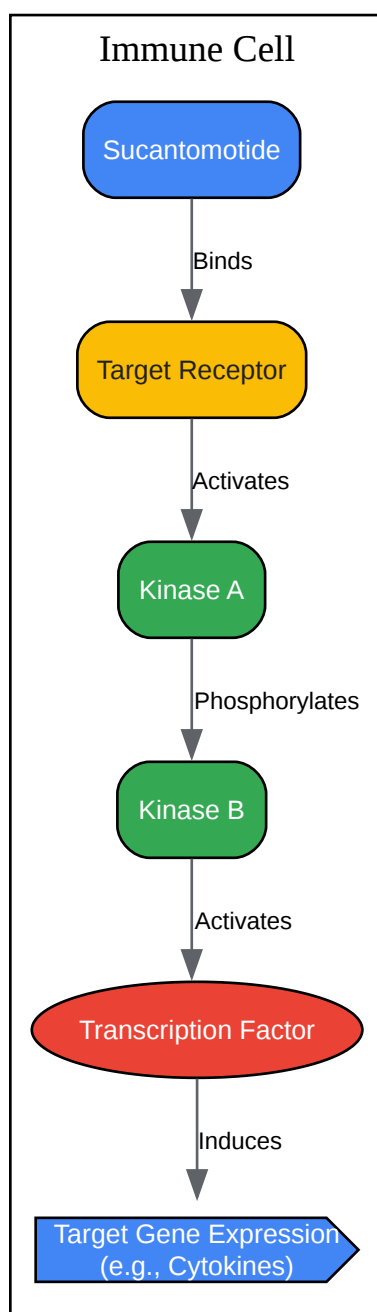 Immune Cell
Sucantomotide
Binds
Target Receptor
Activates
Kinase A
Phosphorylates
Kinase B
Activates
Transcription Factor
Induces
Target Gene Expression
(e.g., Cytokines)